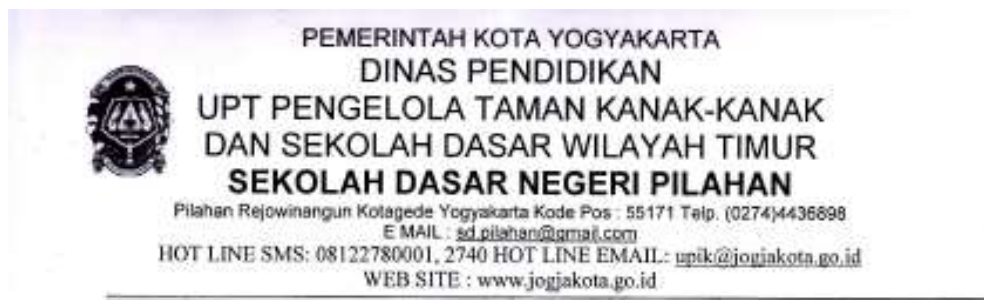 PEMERINTAH KOTA YOGYAKARTA
DINAS PENDIDIKAN
UPT PENGELOLA TAMAN KANAK-KANAK
DAN SEKOLAH DASAR WILAYAH TIMUR
SEKOLAH DASAR NEGERI PILAHAN
Pilahan Rejowinangun Kotagede Yogyakarta Kode Pos : 55171 Telp. (0274)4436898
E MAIL : sd.pilahan@gmail.com
HOT LINE SMS: 08122780001, 2740 HOT LINE EMAIL: upik@jogjakota.go.id
WEB SITE : www.jogjakota.go.id